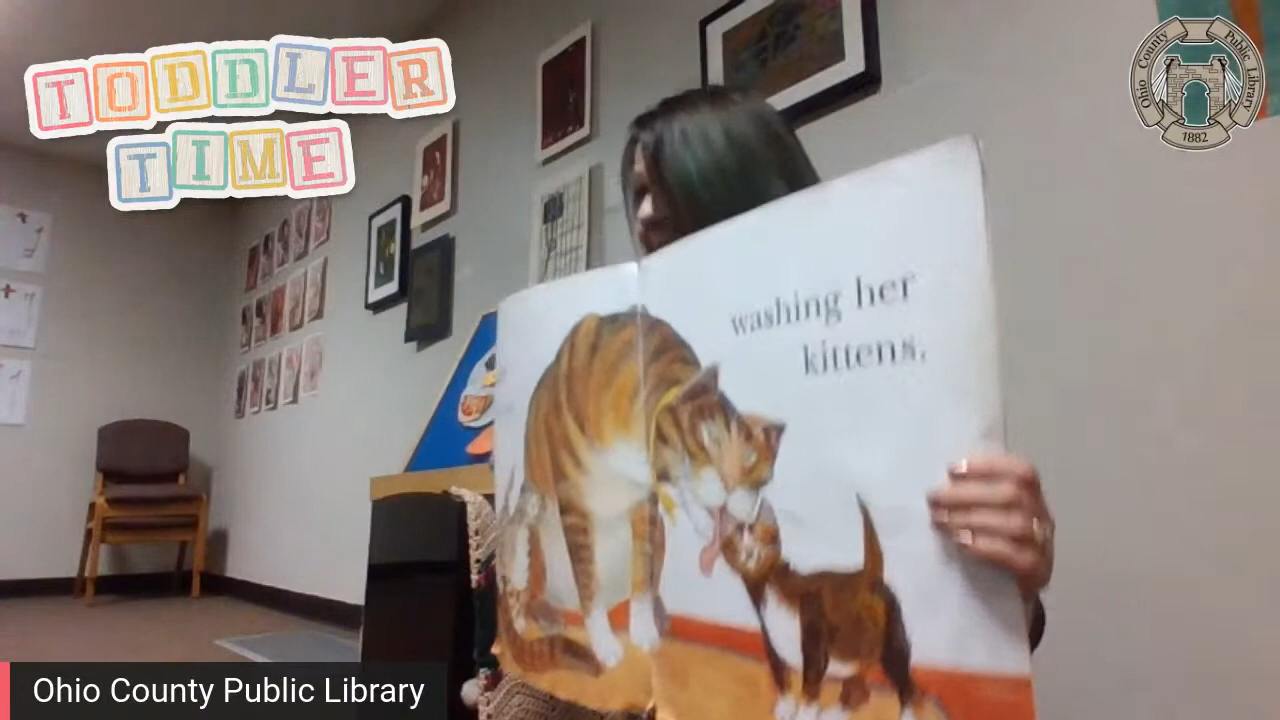 TODDLER
TIME
Ohio County Public Library
1882
washing her
kittens.
Ohio County Public Library